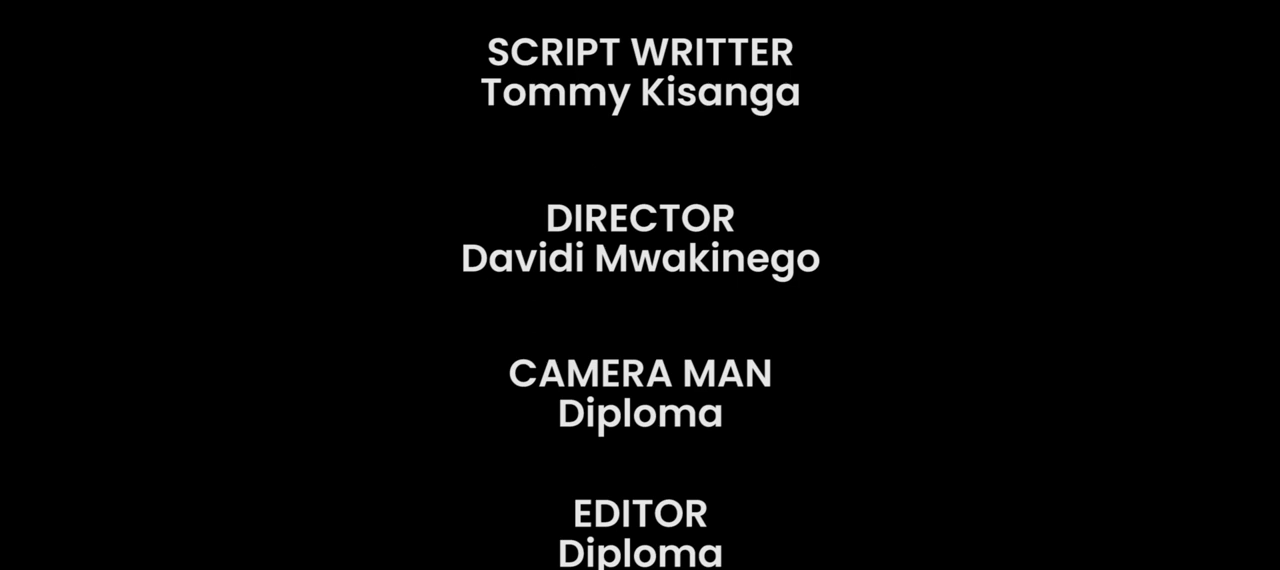 SCRIPT WRITTER
Tommy Kisanga
DIRECTOR
Davidi Mwakinego
CAMERA MAN
Diploma
EDITOR
Diploma